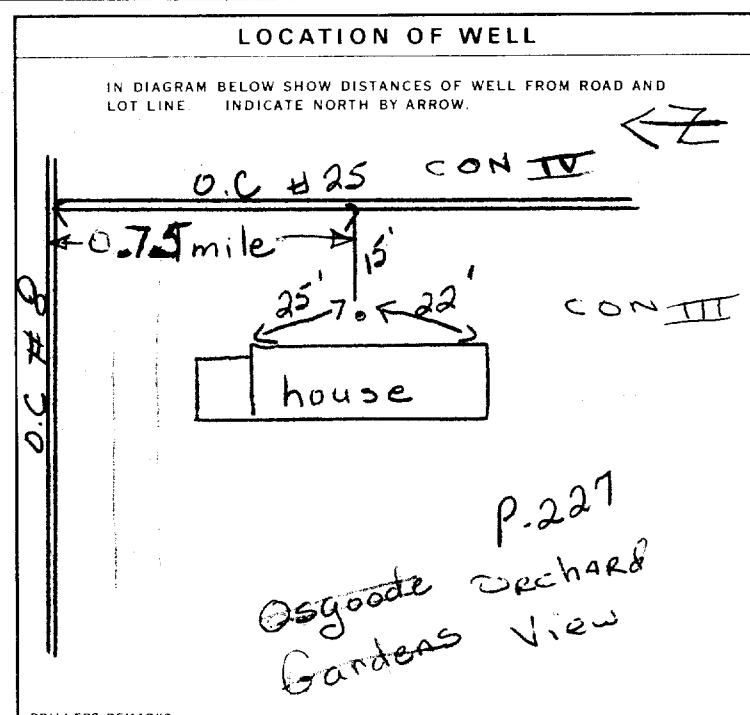 LOCATION OF WELL
IN DIAGRAM BELOW SHOW DISTANCES OF WELL FROM ROAD AND
LOT LINE. INDICATE NORTH BY ARROW.
N
O.C # 25 CON IV
0.75 mile
15'
25' 22'
CON III
O.C # 8
house
P.227
Osgoode Orchard
Gardens View